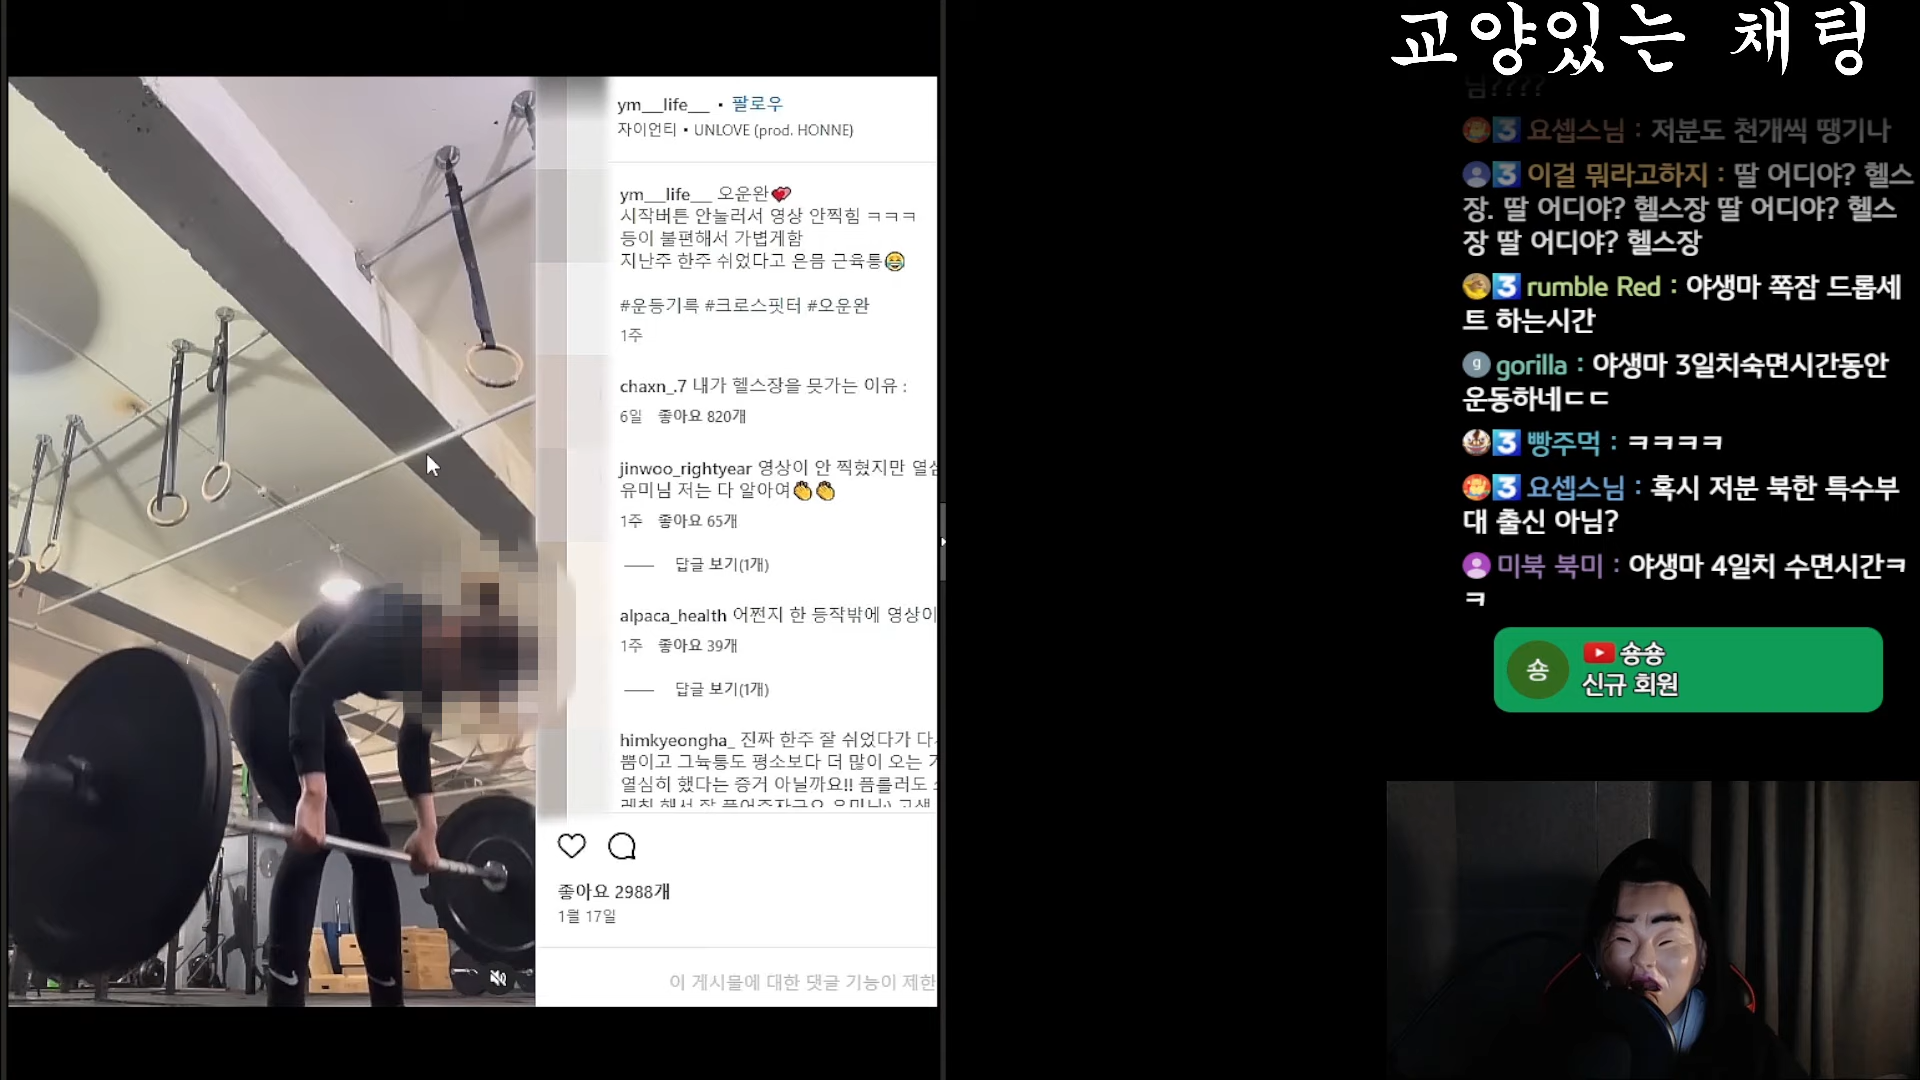 교양있는 채팅
ym__life__ • 팔로우
자이언티 • UNLOVE (prod. HONNE)
ym__life__ 오운완💕
시작버튼 안눌러서 영상 안찍힘 ㅋㅋㅋ
등이 불편해서 가볍게함
지난주 한주 쉬었다고 온몸 근육통😂
#운동기록 #크로스핏터 #오운완
1주
chaxn_.7 내가 헬스장을 못가는 이유 :
6일 좋아요 820개
jinwoo_rightyear 영상이 안 찍혔지만 열심
유미님 저는 다 알아여👏👏
1주 좋아요 65개
답글 보기(1개)
alpaca_health 어쩐지 한 동작밖에 영상이
1주 좋아요 39개
답글 보기(1개)
himkyeongha_ 진짜 한주 잘 쉬었다가 다
뿜이고 그뉵통도 평소보다 더 많이 오는
열심히 했다는 증거 아닐까요!! 폼롤러도
좋아요 2988개
1월 17일
이 게시물에 대한 댓글 기능이 제한
님????
3 요셉스님 : 저분도 천개씩 땡기나
3 이걸 뭐라고하지 : 딸 어디야? 헬스
장. 딸 어디야? 헬스장 딸 어디야? 헬스
장 딸 어디야? 헬스장
3 rumble Red : 야생마 쪽잠 드롭세
트 하는시간
g gorilla : 야생마 3일치숙면시간동안
운동하네ㄷㄷ
3 빵주먹 : ㅋㅋㅋㅋ
3 요셉스님 : 혹시 저분 북한 특수부
대 출신 아님?
미북 북미 : 야생마 4일치 수면시간ㅋ
ㅋ
숑
숑숑
신규 회원